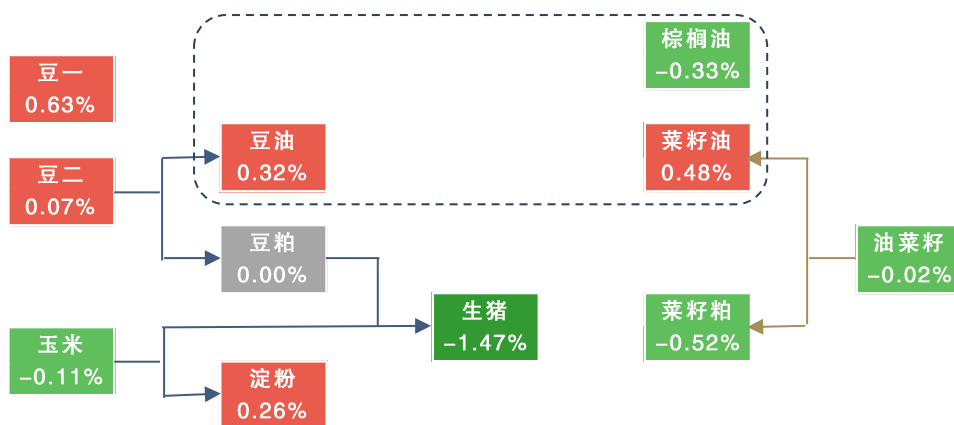 棕榈油
-0.33%
豆一
0.63%
豆油
0.32%
菜籽油
0.48%
豆二
0.07%
豆粕
0.00%
油菜籽
-0.02%
生猪
-1.47%
菜籽粕
-0.52%
玉米
-0.11%
淀粉
0.26%